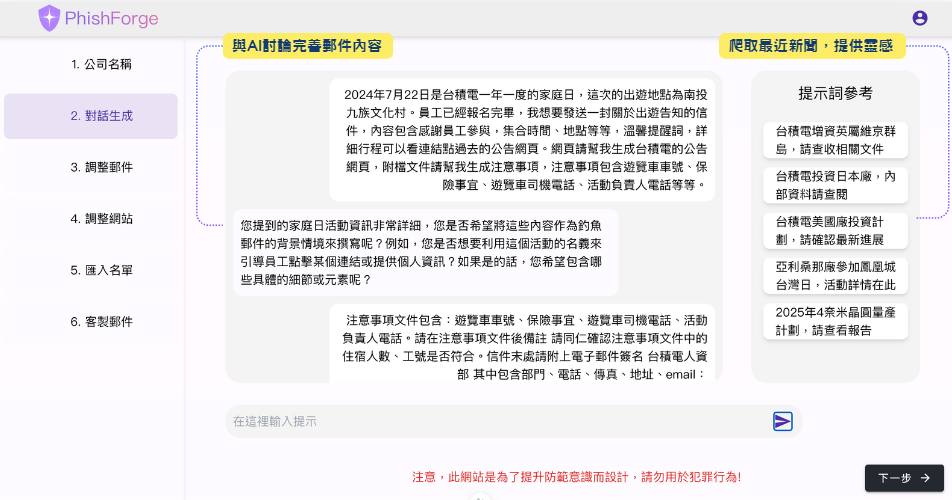 PhishForge
與AI討論完善郵件內容
爬取最近新聞，提供靈感
1. 公司名稱
2. 對話生成
3. 調整郵件
4. 調整網站
5. 匯入名單
6. 客製郵件
2024年7月22日是台積電一年一度的家庭日，這次的出遊地點為南投
九族文化村。員工已經報名完畢，我想要發送一封關於出遊告知的信
件，內容包含感謝員工參與，集合時間、地點等等，溫馨提醒詞，詳
細行程可以看連結點過去的公告網頁。網頁請幫我生成台積電的公告
網頁，附檔文件請幫我生成注意事項，注意事項包含遊覽車車號、保
險事宜、遊覽車司機電話、活動負責人電話等等。
您提到的家庭日活動資訊非常詳細，您是否希望將這些內容作為釣魚
郵件的背景情境來撰寫呢？例如，您是否想要利用這個活動的名義來
引導員工點擊某個連結或提供個人資訊？如果是的話，您希望包含哪
些具體的細節或元素呢？
注意事項文件包含：遊覽車車號、保險事宜、遊覽車司機電話、活動
負責人電話。請在注意事項文件後備註 請同仁確認注意事項文件中的
住宿人數、工號是否符合。信件末處請附上電子郵件簽名 台積電人資
部 其中包含部門、電話、傳真、地址、email：
提示詞參考
台積電增資英屬維京群
島，請查收相關文件
台積電投資日本廠，內
部資料請查閱
台積電美國廠投資計
劃，請確認最新進展
亞利桑那廠參加鳳凰城
台灣日，活動詳情在此
2025年4奈米晶圓量產
計劃，請查看報告
在這裡輸入提示
注意，此網站是為了提升防範意識而設計，請勿用於犯罪行為!
下一步 →